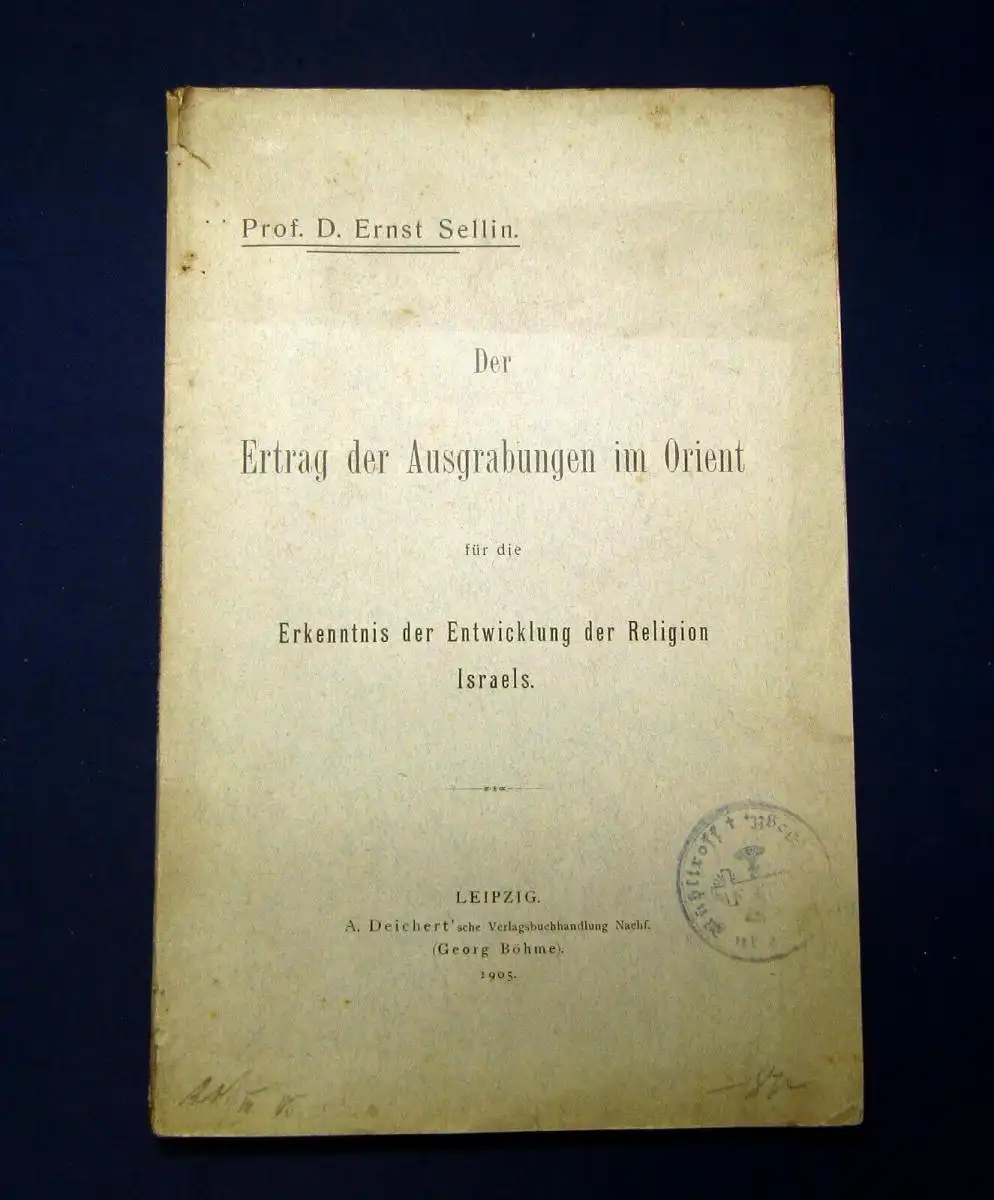 Prof. D. Ernst Sellin.
Der
Ertrag der Ausgrabungen im Orient
für die
Erkenntnis der Entwicklung der Religion
Israels.
LEIPZIG.
A. Deichert'sche Verlagsbuchhandlung Nachf.
(Georg Böhme).
1905.